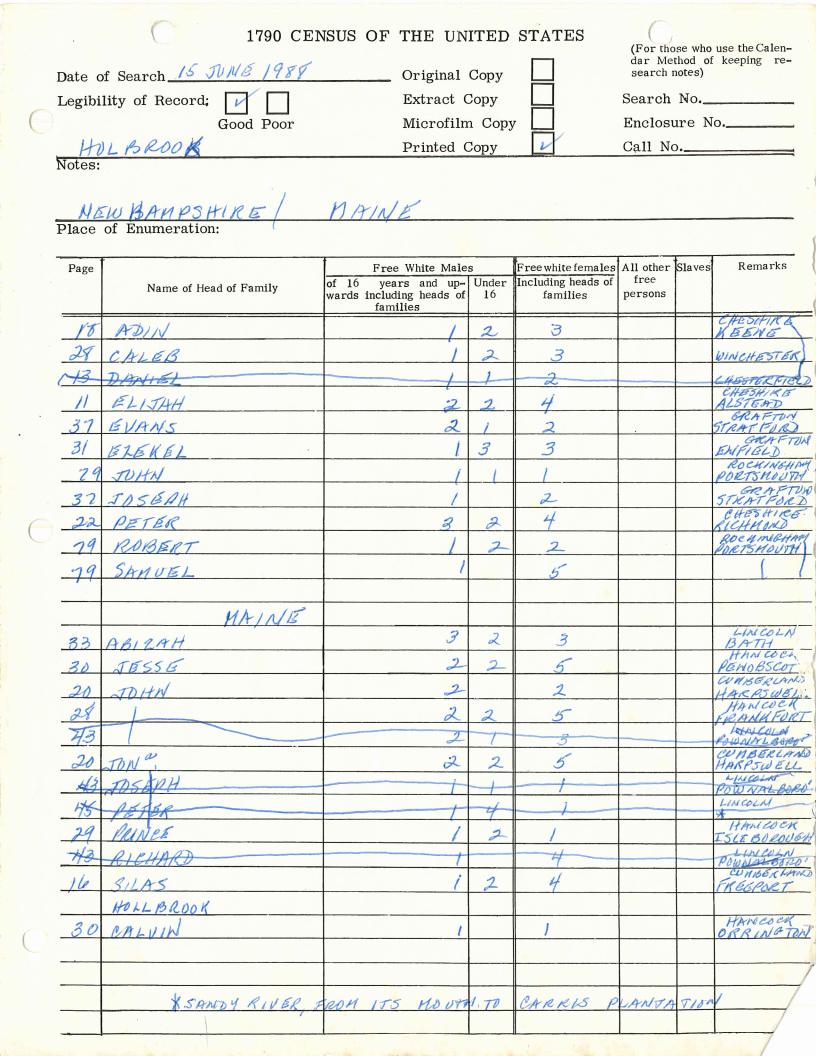 1790 CENSUS OF THE UNITED STATES
(For those who use the Calen-
dar Method of keeping re-
search notes)
Date of Search 15 JUNE 1988
Original Copy
Legibility of Record:
Good Poor
Extract Copy
Search No.
Microfilm Copy
Enclosure No.
HOLBROOK
Printed Copy
Call No.
Notes:
NEW HAMPSHIRE / MAINE
Place of Enumeration:
Page
Name of Head of Family
Free White Males
of 16 years and up-
wards including heads of
families
Under
16
Free white females
Including heads of
families
All other
free
persons
Slaves
Remarks
18 ADIN 1 2 3 CHESHIRE KEENE
28 CALEB 1 2 3 WINCHESTER
13 DANIEL 1 1 2 CHESTERFIELD
11 ELIJAH 2 2 4 CHESHIRE ALSTEAD
37 EVANS 2 1 2 GRAFTON STRATFORD
31 EZEKEL 1 3 3 GRAFTON ENFIELD
79 JOHN 1 1 1 ROCKINGHAM PORTSMOUTH
37 JOSEPH 1 2 GRAFTON STRATFORD
22 PETER 3 2 4 CHESHIRE RICHMOND
79 ROBERT 1 2 2 ROCKINGHAM PORTSMOUTH
79 SAMUEL 1 5
MAINE
33 ABIZAH 3 2 3 LINCOLN BATH
30 JESSE 2 2 5 HANCOCK PENOBSCOT
20 JOHN 2 2 CUMBERLAND HARPSWELL
28 2 2 5 HANCOCK FRANKFORT
43 2 1 3 LINCOLN POWNALBORO
20 JONª 2 2 5 CUMBERLAND HARPSWELL
43 JOSEPH 1 1 1 LINCOLN POWNALBORO
45 PETER 1 4 1 LINCOLN *
29 PRINCE 1 2 1 HANCOCK ISLEBOROUGH
43 RICHARD 1 4 LINCOLN POWNALBORO
16 SILAS 1 2 4 CUMBERLAND FREEPORT
HOLLBROOK
30 CALVIN 1 1 HANCOCK ORRINGTON
*SANDY RIVER, FROM ITS MOUTH TO CARRS PLANTATION